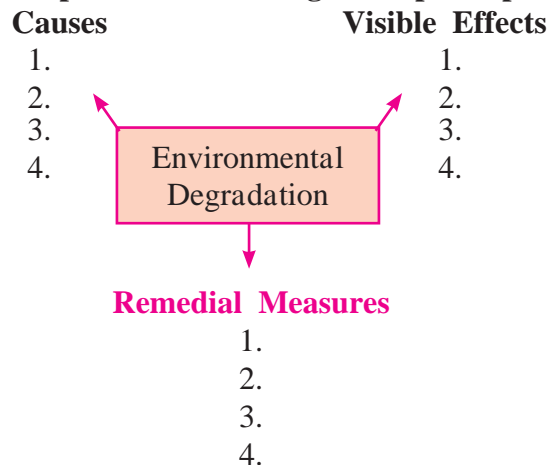 Causes
1.
2.
3.
4.
Visible Effects
1.
2.
3.
4.
Environmental
Degradation
Remedial Measures
1.
2.
3.
4.